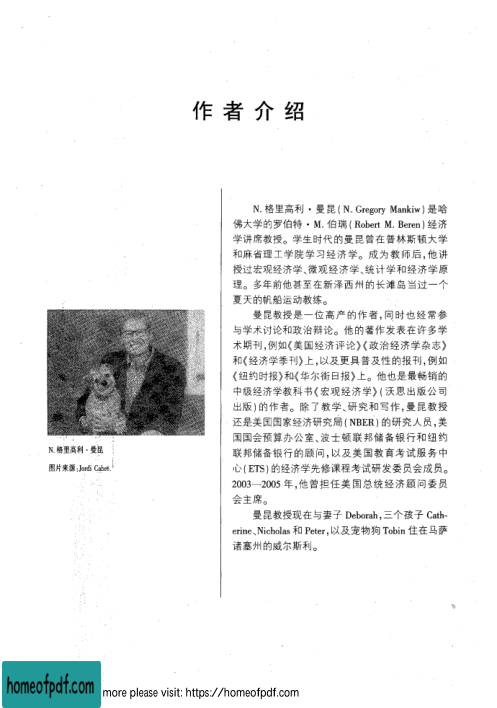 作者介绍
N. 格里高利·曼昆(N. Gregory Mankiw)是哈
佛大学的罗伯特·M. 伯瑞(Robert M. Beren)经济
学讲席教授。学生时代的曼昆曾在普林斯顿大学
和麻省理工学院学习经济学。成为教师后,他讲
授过宏观经济学、微观经济学、统计学和经济学原
理。多年前他甚至在新泽西州的长滩岛当过一个
夏天的帆船运动教练。
曼昆教授是一位高产的作者,同时也经常参
与学术讨论和政治辩论。他的著作发表在许多学
术期刊,例如《美国经济评论》《政治经济学杂志》
和《经济学季刊》上,以及更具普及性的报刊,例如
《纽约时报》和《华尔街日报》上。他也是最畅销的
中级经济学教科书《宏观经济学》(沃思出版公司
出版)的作者。除了教学、研究和写作,曼昆教授
还是美国国家经济研究局(NBER)的研究人员,美
国国会预算办公室、波士顿联邦储备银行和纽约
联邦储备银行的顾问,以及美国教育考试服务中
心(ETS)的经济学先修课程考试研发委员会成员。
2003—2005 年,他曾担任美国总统经济顾问委员
会主席。
曼昆教授现在与妻子 Deborah,三个孩子 Cath-
erine、Nicholas 和 Peter,以及宠物狗 Tobin 住在马萨
诸塞州的威尔斯利。
N. 格里高利·曼昆
图片来源:Jordi Cabré.
homeofpdf.com
more please visit: https://homeofpdf.com